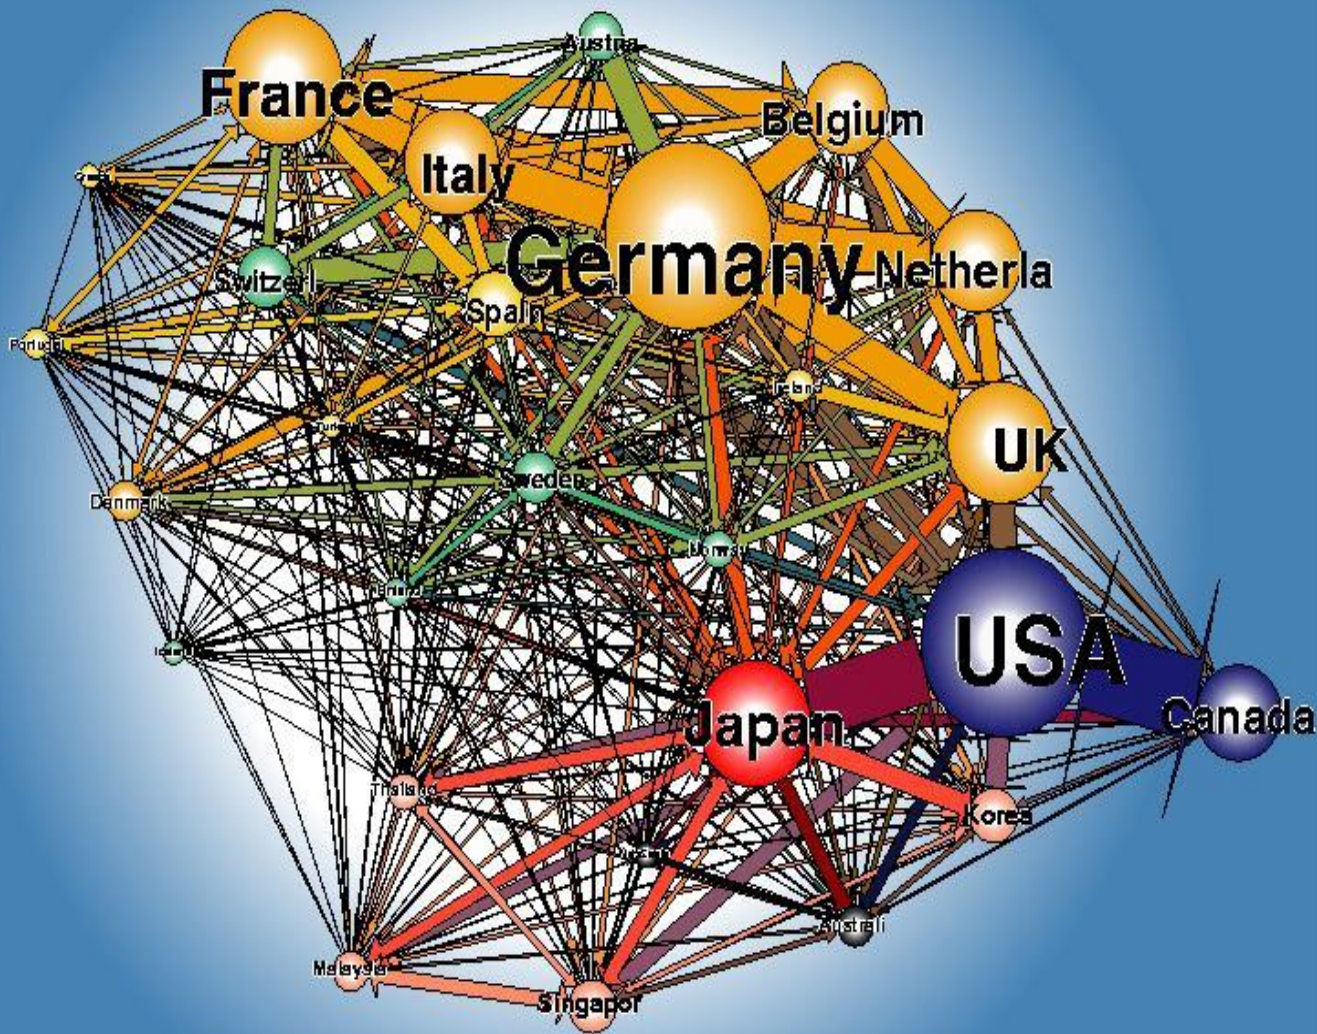 Austria
France
Belgium
Italy
Germany
Netherla
Switzerl
Spain
Portugal
Ireland
UK
Sweden
Denmark
Norway
USA
Canada
Japan
Thailand
Korea
Australi
Malaysia
Singapor